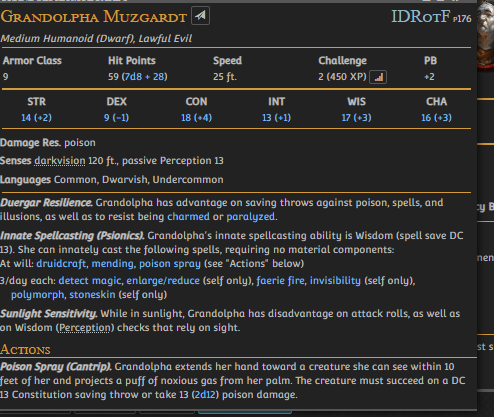 Grandolpha Muzgardt IDRotF P176
Medium Humanoid (Dwarf), Lawful Evil
Armor Class Hit Points Speed Challenge PB
9 59 (7d8 + 28) 25 ft. 2 (450 XP) +2
STR DEX CON INT WIS CHA
14 (+2) 9 (−1) 18 (+4) 13 (+1) 17 (+3) 16 (+3)
Damage Res. poison
Senses darkvision 120 ft., passive Perception 13
Languages Common, Dwarvish, Undercommon
Duergar Resilience. Grandolpha has advantage on saving throws against poison, spells, and
illusions, as well as to resist being charmed or paralyzed.
Innate Spellcasting (Psionics). Grandolpha's innate spellcasting ability is Wisdom (spell save DC
13). She can innately cast the following spells, requiring no material components:
At will: druidcraft, mending, poison spray (see "Actions" below)
3/day each: detect magic, enlarge/reduce (self only), faerie fire, invisibility (self only),
polymorph, stoneskin (self only)
Sunlight Sensitivity. While in sunlight, Grandolpha has disadvantage on attack rolls, as well as
on Wisdom (Perception) checks that rely on sight.
Actions
Poison Spray (Cantrip). Grandolpha extends her hand toward a creature she can see within 10
feet of her and projects a puff of noxious gas from her palm. The creature must succeed on a DC
13 Constitution saving throw or take 13 (2d12) poison damage.